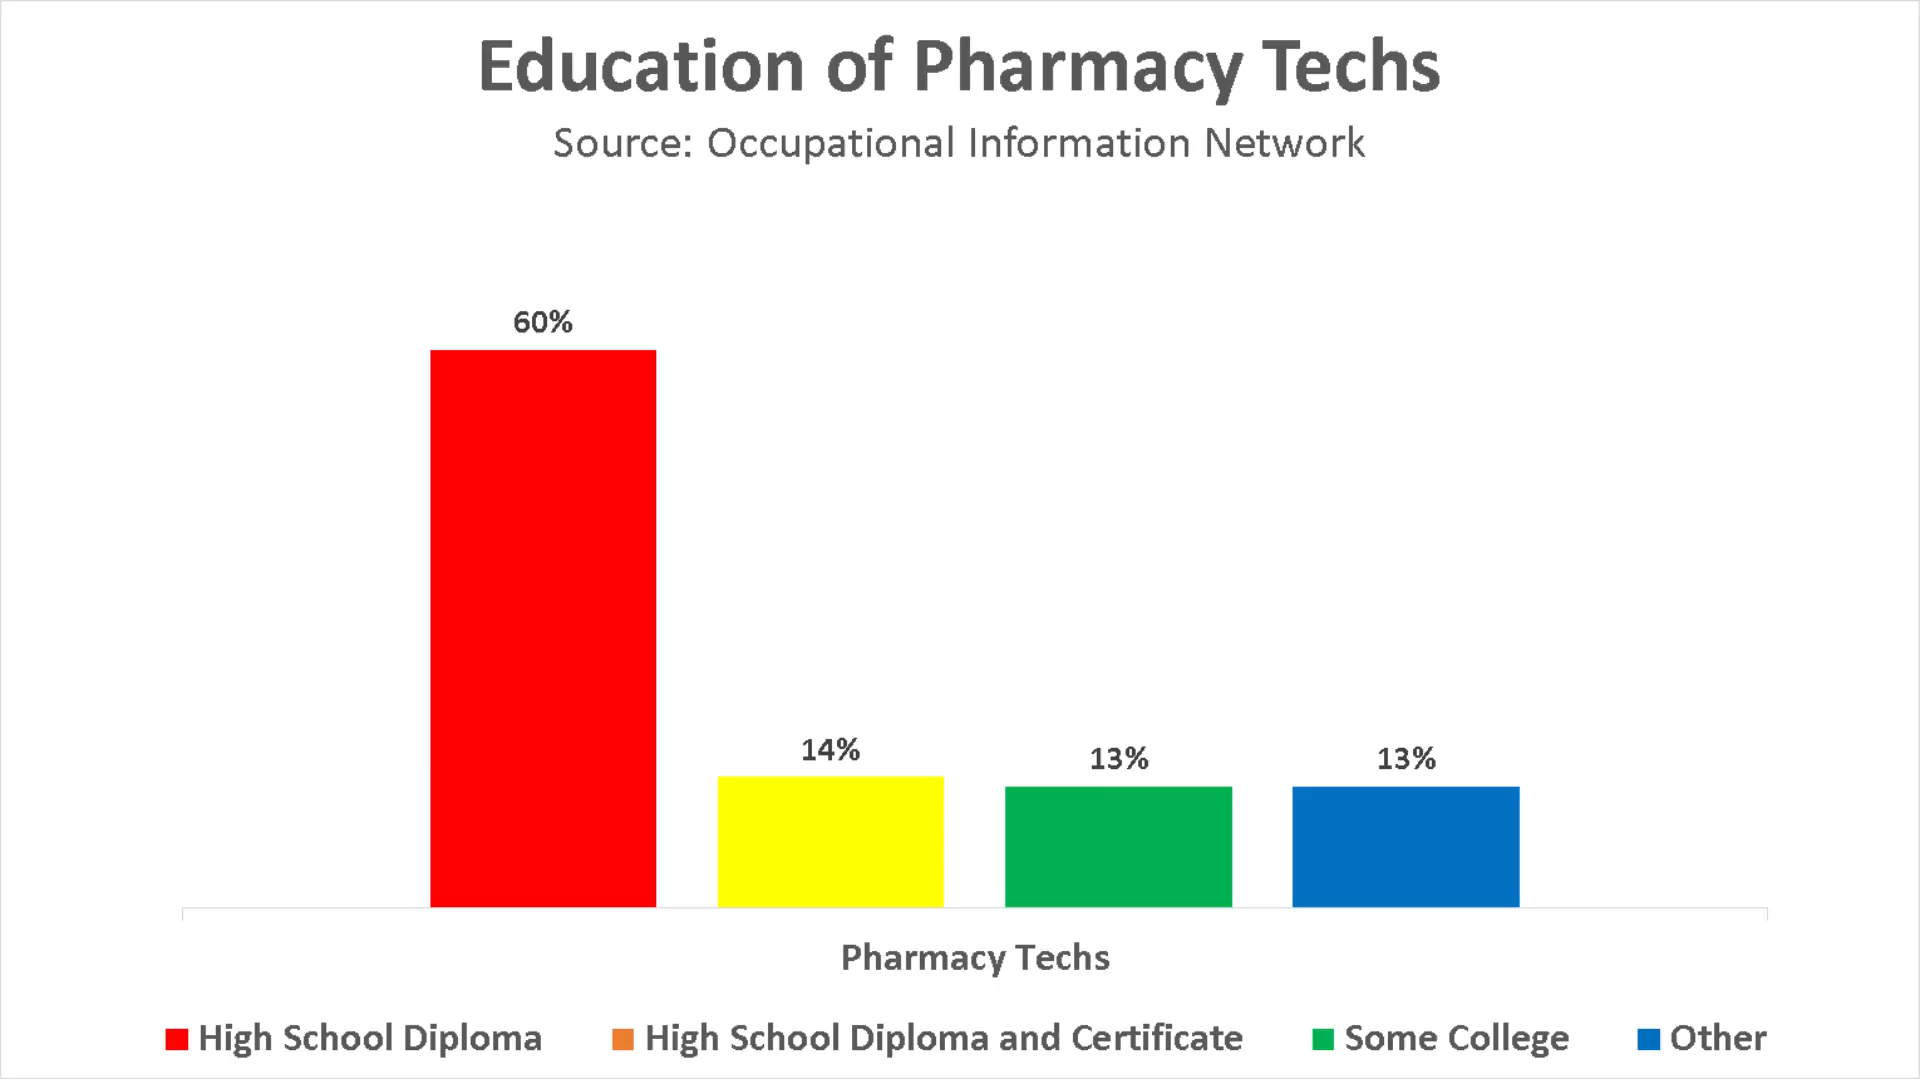 Education of Pharmacy Techs
Source: Occupational Information Network
60%
14%
13%
13%
Pharmacy Techs
High School Diploma
High School Diploma and Certificate
Some College
Other